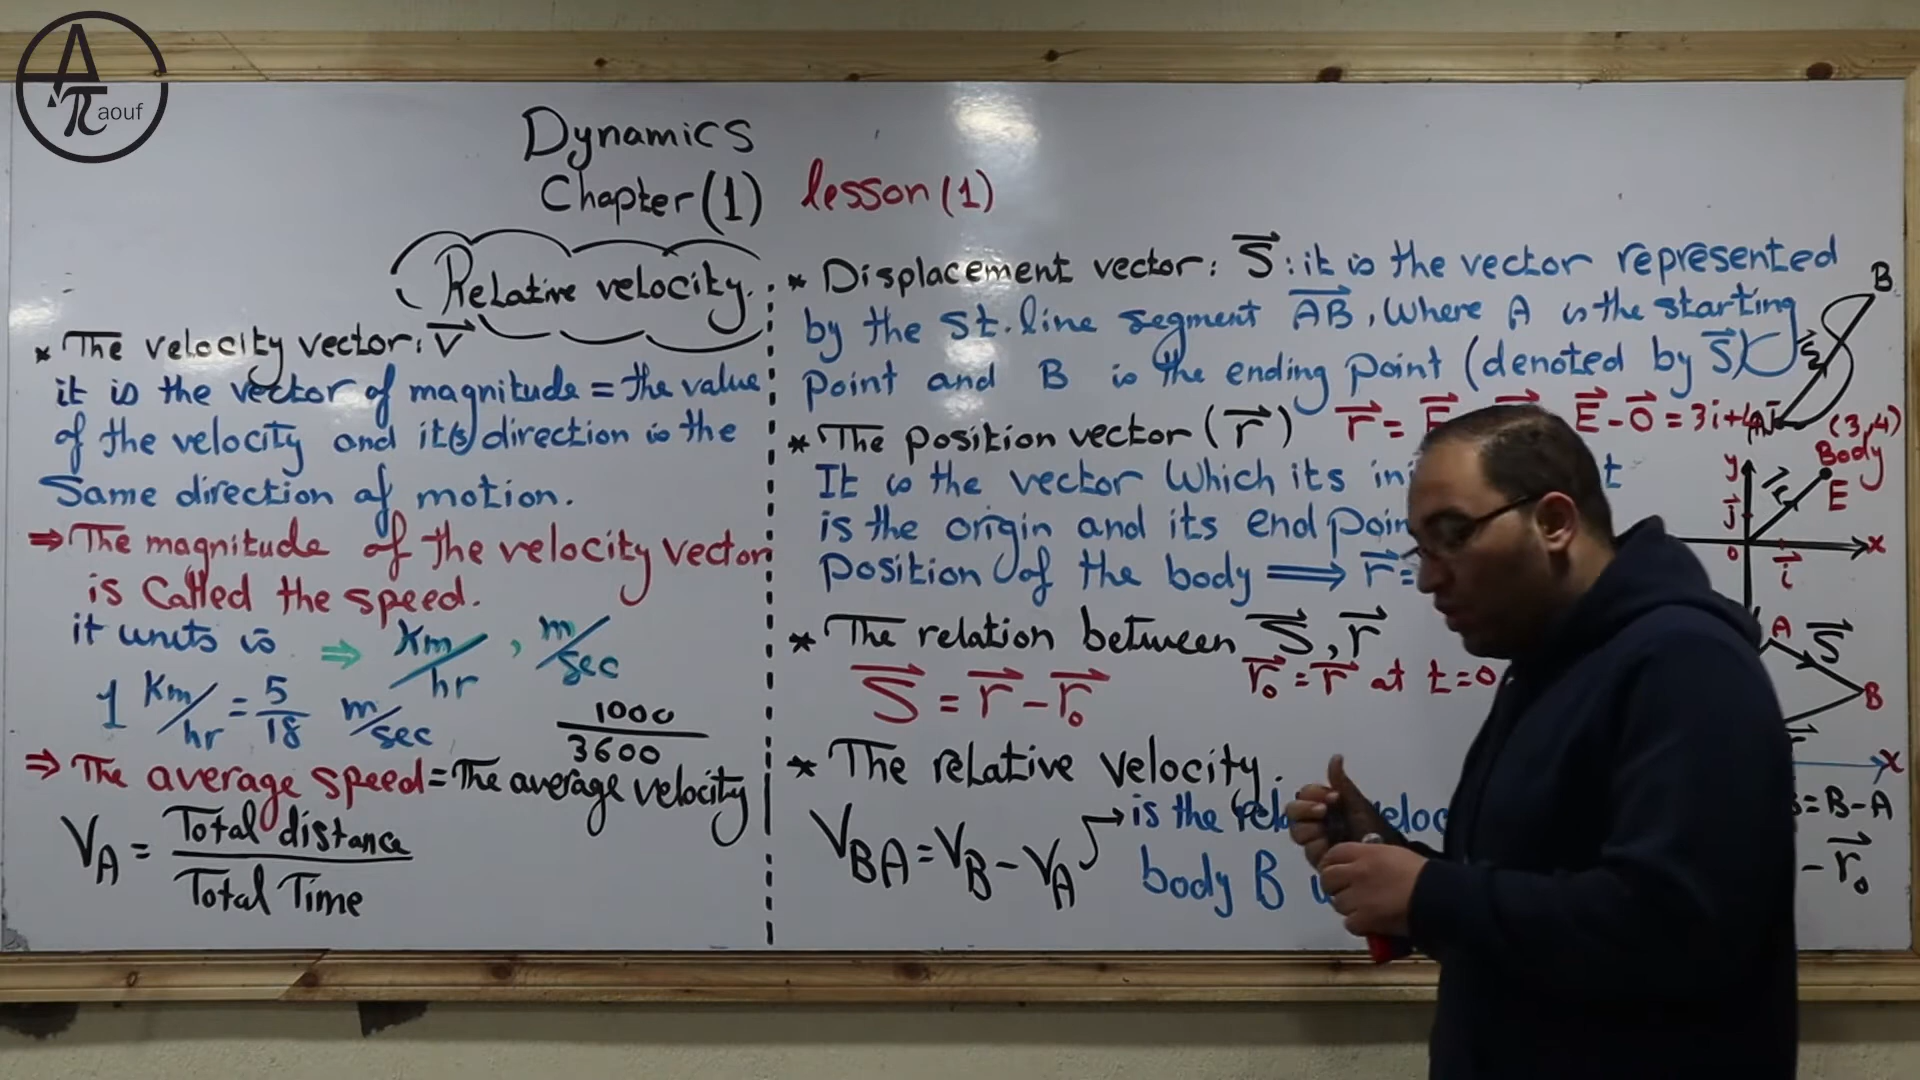 A
π aouf
Dynamics
Chapter (1) lesson (1)
Relative velocity.
* The velocity vector: V
it is the vector of magnitude = the value
of the velocity and it(s) direction is the
Same direction of motion.
⇒ The magnitude of the velocity vector
is Called the speed.
it units is ⇒ Km/hr , m/sec
1 Km/hr = 5/18 m/sec
1000/3600
⇒ The average speed = The average velocity
V_A = Total distance / Total Time
* Displacement vector: S : it is the vector represented
by the St. line segment AB, Where A is the starting
point and B is the ending point (denoted by S)
* The position vector (r) r = E - O = 3i+
It is the vector Which its
is the origin and its end
position of the body ⇒ r =
* The relation between S, r
S = r - r₀
r₀ = r at t=0
* The relative velocity.
V_BA = V_B - V_A → is the
body B
B
S
(3,4)
Body
y
r
E
j
o
i
x
A
S
B
x
= B-A
- r₀